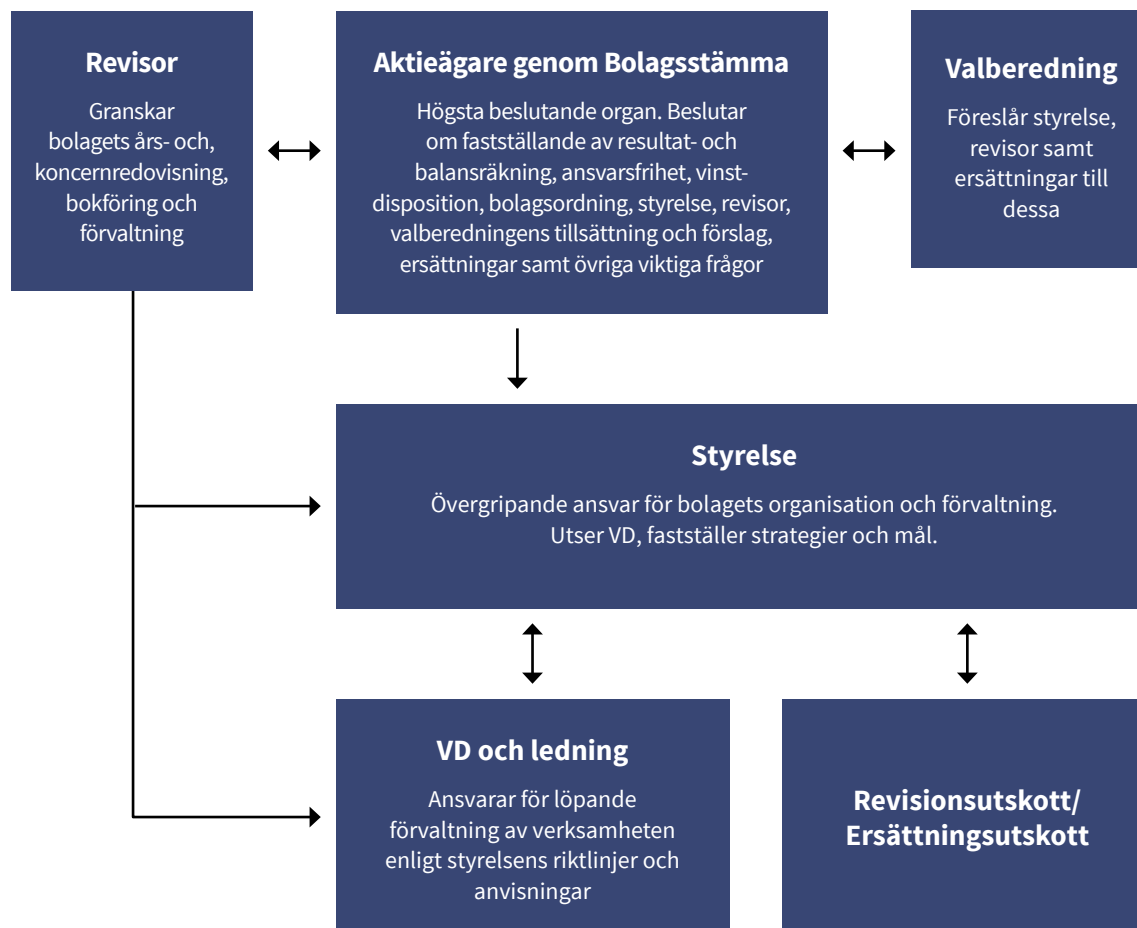 Revisor
Granskar
bolagets års- och,
koncernredovisning,
bokföring och
förvaltning
Aktieägare genom Bolagsstämma
Högsta beslutande organ. Beslutar
om fastställande av resultat- och
balansräkning, ansvarsfrihet, vinst-
disposition, bolagsordning, styrelse, revisor,
valberedningens tillsättning och förslag,
ersättningar samt övriga viktiga frågor
Valberedning
Föreslår styrelse,
revisor samt
ersättningar till
dessa
Styrelse
Övergripande ansvar för bolagets organisation och förvaltning.
Utser VD, fastställer strategier och mål.
VD och ledning
Ansvarar för löpande
förvaltning av verksamheten
enligt styrelsens riktlinjer och
anvisningar
Revisionsutskott/
Ersättningsutskott